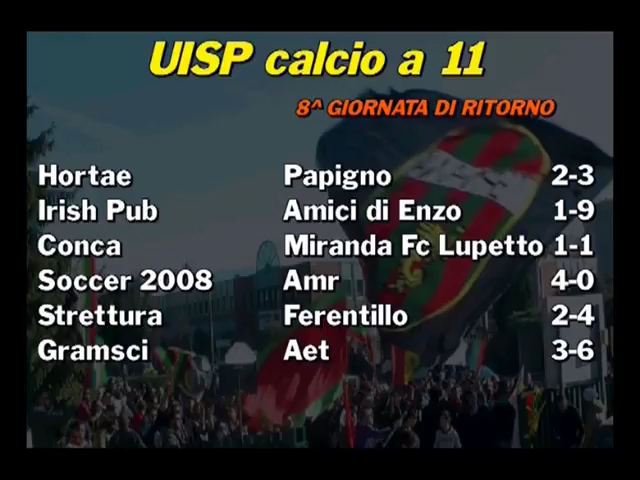 UISP calcio a 11
8^ GIORNATA DI RITORNO
Hortae Papigno 2-3
Irish Pub Amici di Enzo 1-9
Conca Miranda Fc Lupetto 1-1
Soccer 2008 Amr 4-0
Strettura Ferentillo 2-4
Gramsci Aet 3-6